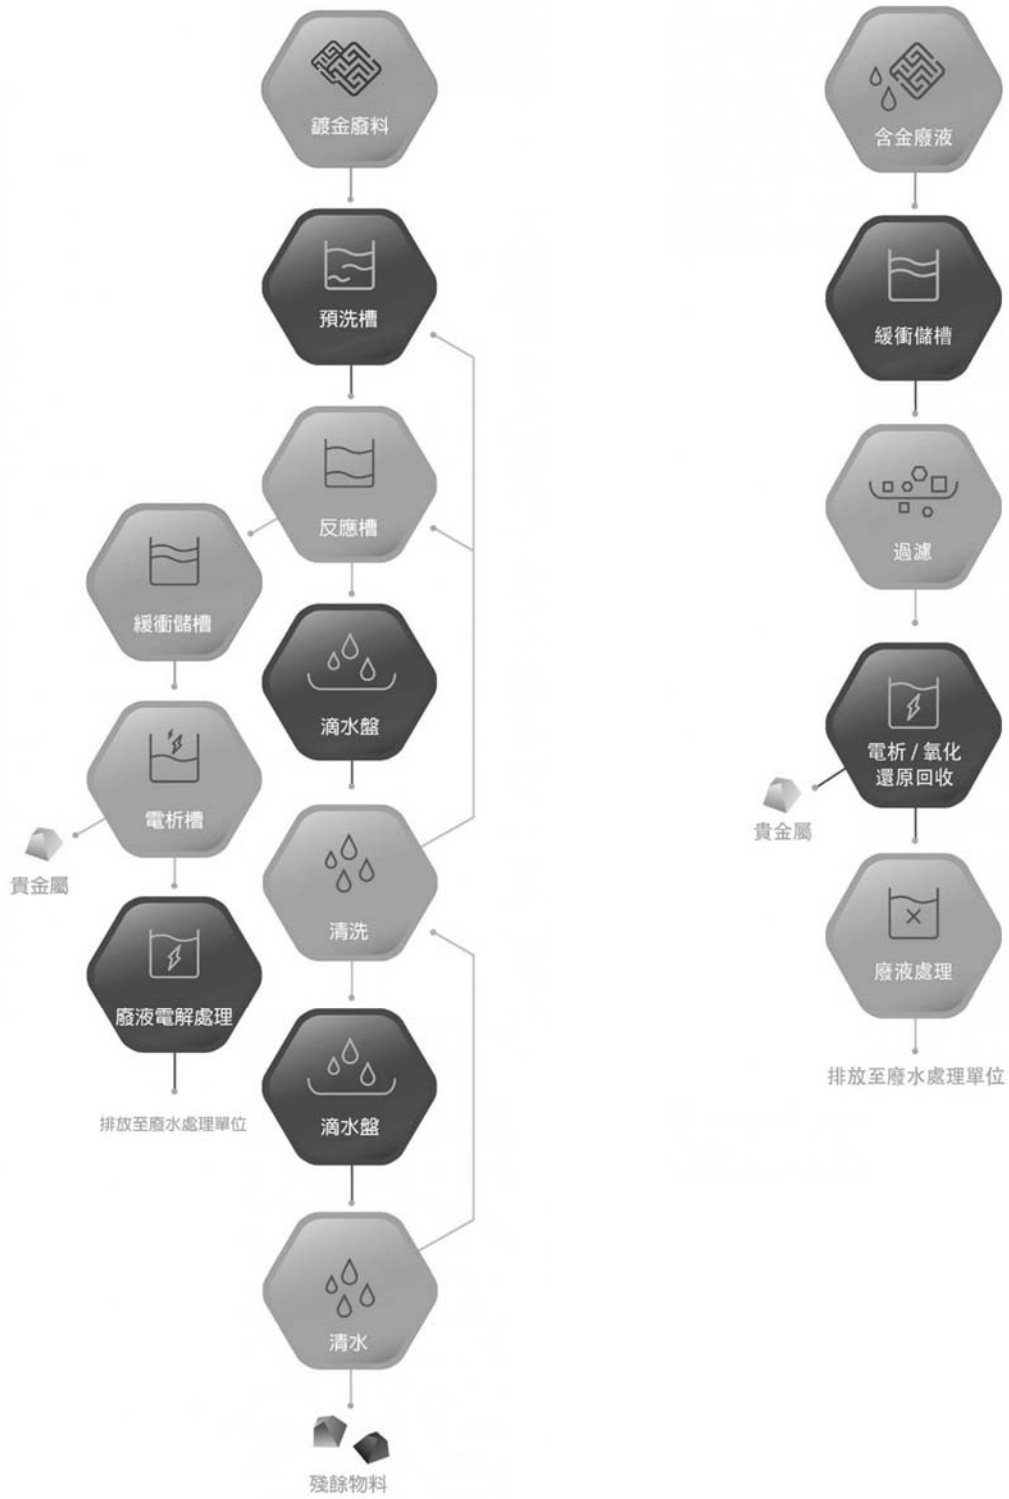 鍍金廢料
預洗槽
反應槽
緩衝儲槽
滴水盤
電析槽
貴金屬
清洗
廢液電解處理
排放至廢水處理單位
滴水盤
清水
殘餘物料
含金廢液
緩衝儲槽
過濾
電析 / 氧化
還原回收
貴金屬
廢液處理
排放至廢水處理單位